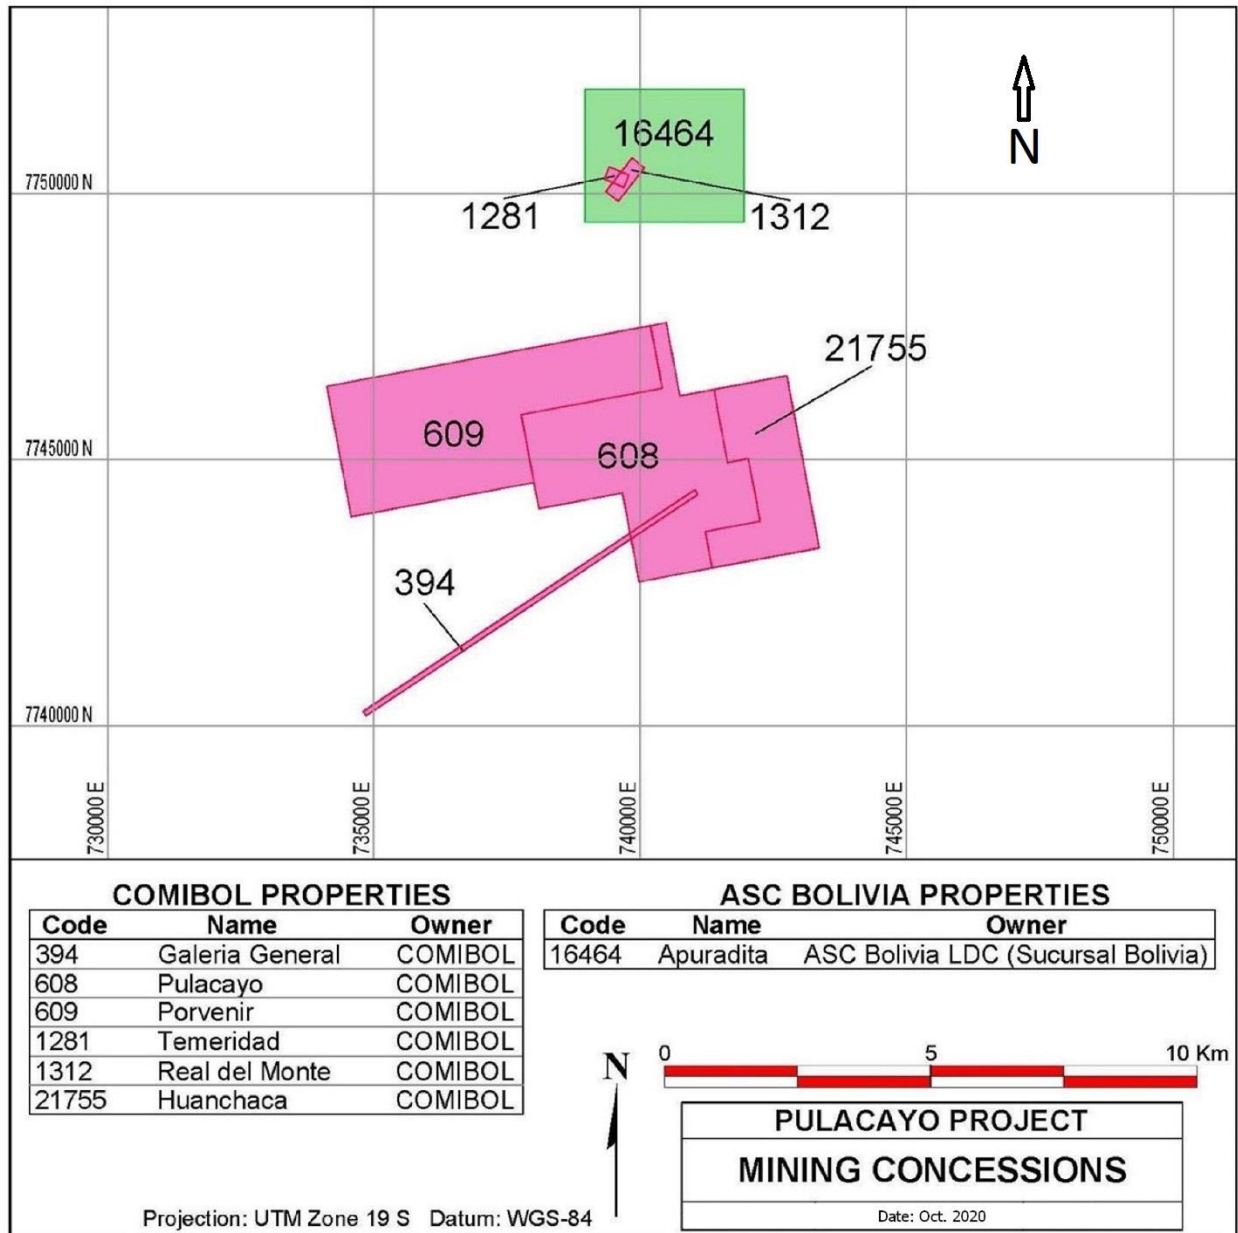 N
16464
7750000 N
1281
1312
21755
609
608
7745000 N
394
7740000 N
730000 E
735000 E
740000 E
745000 E
750000 E
COMIBOL PROPERTIES
Code Name Owner
394 Galeria General COMIBOL
608 Pulacayo COMIBOL
609 Porvenir COMIBOL
1281 Temeridad COMIBOL
1312 Real del Monte COMIBOL
21755 Huanchaca COMIBOL
ASC BOLIVIA PROPERTIES
Code Name Owner
16464 Apuradita ASC Bolivia LDC (Sucursal Bolivia)
N
0 5 10 Km
PULACAYO PROJECT
MINING CONCESSIONS
Date: Oct. 2020
Projection: UTM Zone 19 S Datum: WGS-84